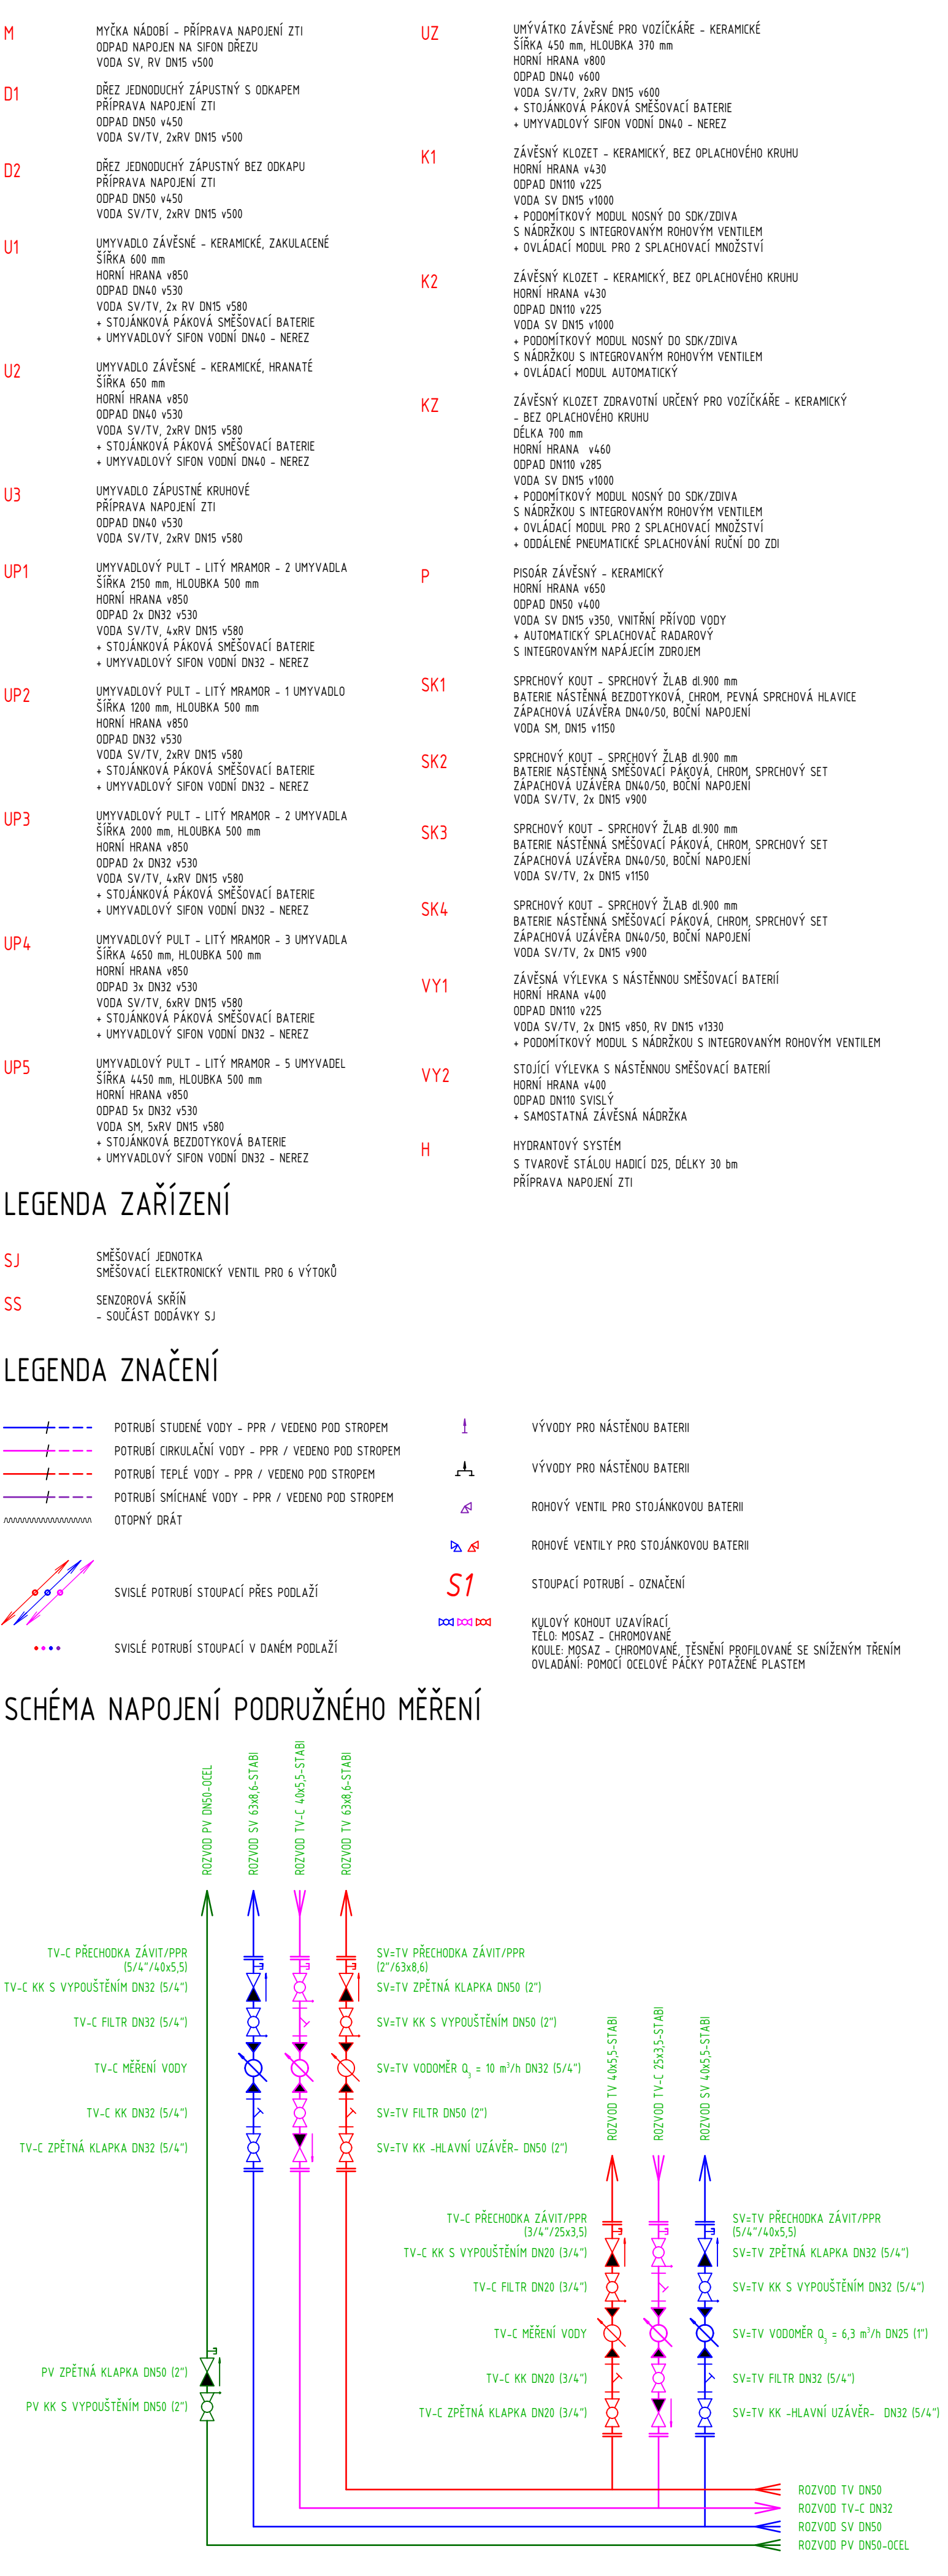 M
MYČKA NÁDOBÍ - PŘÍPRAVA NAPOJENÍ ZTI
ODPAD NAPOJEN NA SIFON DŘEZU
VODA SV, RV DN15 v500
D1
DŘEZ JEDNODUCHÝ ZÁPUSTNÝ S ODKAPEM
PŘÍPRAVA NAPOJENÍ ZTI
ODPAD DN50 v450
VODA SV/TV, 2xRV DN15 v500
D2
DŘEZ JEDNODUCHÝ ZÁPUSTNÝ BEZ ODKAPU
PŘÍPRAVA NAPOJENÍ ZTI
ODPAD DN50 v450
VODA SV/TV, 2xRV DN15 v500
U1
UMYVADLO ZÁVĚSNÉ - KERAMICKÉ, ZAKULACENÉ
ŠÍŘKA 600 mm
HORNÍ HRANA v850
ODPAD DN40 v530
VODA SV/TV, 2x RV DN15 v580
+ STOJÁNKOVÁ PÁKOVÁ SMĚŠOVACÍ BATERIE
+ UMYVADLOVÝ SIFON VODNÍ DN40 - NEREZ
U2
UMYVADLO ZÁVĚSNÉ - KERAMICKÉ, HRANATÉ
ŠÍŘKA 650 mm
HORNÍ HRANA v850
ODPAD DN40 v530
VODA SV/TV, 2xRV DN15 v580
+ STOJÁNKOVÁ PÁKOVÁ SMĚŠOVACÍ BATERIE
+ UMYVADLOVÝ SIFON VODNÍ DN40 - NEREZ
U3
UMYVADLO ZÁPUSTNÉ KRUHOVÉ
PŘÍPRAVA NAPOJENÍ ZTI
ODPAD DN40 v530
VODA SV/TV, 2xRV DN15 v580
UP1
UMYVADLOVÝ PULT - LITÝ MRAMOR - 2 UMYVADLA
ŠÍŘKA 2150 mm, HLOUBKA 500 mm
HORNÍ HRANA v850
ODPAD 2x DN32 v530
VODA SV/TV, 4xRV DN15 v580
+ STOJÁNKOVÁ PÁKOVÁ SMĚŠOVACÍ BATERIE
+ UMYVADLOVÝ SIFON VODNÍ DN32 - NEREZ
UP2
UMYVADLOVÝ PULT - LITÝ MRAMOR - 1 UMYVADLO
ŠÍŘKA 1200 mm, HLOUBKA 500 mm
HORNÍ HRANA v850
ODPAD DN32 v530
VODA SV/TV, 2xRV DN15 v580
+ STOJÁNKOVÁ PÁKOVÁ SMĚŠOVACÍ BATERIE
+ UMYVADLOVÝ SIFON VODNÍ DN32 - NEREZ
UP3
UMYVADLOVÝ PULT - LITÝ MRAMOR - 2 UMYVADLA
ŠÍŘKA 2000 mm, HLOUBKA 500 mm
HORNÍ HRANA v850
ODPAD 2x DN32 v530
VODA SV/TV, 4xRV DN15 v580
+ STOJÁNKOVÁ PÁKOVÁ SMĚŠOVACÍ BATERIE
+ UMYVADLOVÝ SIFON VODNÍ DN32 - NEREZ
UP4
UMYVADLOVÝ PULT - LITÝ MRAMOR - 3 UMYVADLA
ŠÍŘKA 4650 mm, HLOUBKA 500 mm
HORNÍ HRANA v850
ODPAD 3x DN32 v530
VODA SV/TV, 6xRV DN15 v580
+ STOJÁNKOVÁ PÁKOVÁ SMĚŠOVACÍ BATERIE
+ UMYVADLOVÝ SIFON VODNÍ DN32 - NEREZ
UP5
UMYVADLOVÝ PULT - LITÝ MRAMOR - 5 UMYVADEL
ŠÍŘKA 4450 mm, HLOUBKA 500 mm
HORNÍ HRANA v850
ODPAD 5x DN32 v530
VODA SM, 5xRV DN15 v580
+ STOJÁNKOVÁ BEZDOTYKOVÁ BATERIE
+ UMYVADLOVÝ SIFON VODNÍ DN32 - NEREZ
UZ
UMÝVÁTKO ZÁVĚSNÉ PRO VOZÍČKÁŘE - KERAMICKÉ
ŠÍŘKA 450 mm, HLOUBKA 370 mm
HORNÍ HRANA v800
ODPAD DN40 v600
VODA SV/TV, 2xRV DN15 v600
+ STOJÁNKOVÁ PÁKOVÁ SMĚŠOVACÍ BATERIE
+ UMYVADLOVÝ SIFON VODNÍ DN40 - NEREZ
K1
ZÁVĚSNÝ KLOZET - KERAMICKÝ, BEZ OPLACHOVÉHO KRUHU
HORNÍ HRANA v430
ODPAD DN110 v225
VODA SV DN15 v1000
+ PODOMÍTKOVÝ MODUL NOSNÝ DO SDK/ZDIVA
S NÁDRŽKOU S INTEGROVANÝM ROHOVÝM VENTILEM
+ OVLÁDACÍ MODUL PRO 2 SPLACHOVACÍ MNOŽSTVÍ
K2
ZÁVĚSNÝ KLOZET - KERAMICKÝ, BEZ OPLACHOVÉHO KRUHU
HORNÍ HRANA v430
ODPAD DN110 v225
VODA SV DN15 v1000
+ PODOMÍTKOVÝ MODUL NOSNÝ DO SDK/ZDIVA
S NÁDRŽKOU S INTEGROVANÝM ROHOVÝM VENTILEM
+ OVLÁDACÍ MODUL AUTOMATICKÝ
KZ
ZÁVĚSNÝ KLOZET ZDRAVOTNÍ URČENÝ PRO VOZÍČKÁŘE - KERAMICKÝ
- BEZ OPLACHOVÉHO KRUHU
DÉLKA 700 mm
HORNÍ HRANA v460
ODPAD DN110 v285
VODA SV DN15 v1000
+ PODOMÍTKOVÝ MODUL NOSNÝ DO SDK/ZDIVA
S NÁDRŽKOU S INTEGROVANÝM ROHOVÝM VENTILEM
+ OVLÁDACÍ MODUL PRO 2 SPLACHOVACÍ MNOŽSTVÍ
+ ODDÁLENÉ PNEUMATICKÉ SPLACHOVÁNÍ RUČNÍ DO ZDI
P
PISOÁR ZÁVĚSNÝ - KERAMICKÝ
HORNÍ HRANA v650
ODPAD DN50 v400
VODA SV DN15 v350, VNITŘNÍ PŘÍVOD VODY
+ AUTOMATICKÝ SPLACHOVAČ RADAROVÝ
S INTEGROVANÝM NAPÁJECÍM ZDROJEM
SK1
SPRCHOVÝ KOUT - SPRCHOVÝ ŽLAB dl.900 mm
BATERIE NÁSTĚNNÁ BEZDOTYKOVÁ, CHROM, PEVNÁ SPRCHOVÁ HLAVICE
ZÁPACHOVÁ UZÁVĚRA DN40/50, BOČNÍ NAPOJENÍ
VODA SM, DN15 v1150
SK2
SPRCHOVÝ KOUT - SPRCHOVÝ ŽLAB dl.900 mm
BATERIE NÁSTĚNNÁ SMĚŠOVACÍ PÁKOVÁ, CHROM, SPRCHOVÝ SET
ZÁPACHOVÁ UZÁVĚRA DN40/50, BOČNÍ NAPOJENÍ
VODA SV/TV, 2x DN15 v900
SK3
SPRCHOVÝ KOUT - SPRCHOVÝ ŽLAB dl.900 mm
BATERIE NÁSTĚNNÁ SMĚŠOVACÍ PÁKOVÁ, CHROM, SPRCHOVÝ SET
ZÁPACHOVÁ UZÁVĚRA DN40/50, BOČNÍ NAPOJENÍ
VODA SV/TV, 2x DN15 v1150
SK4
SPRCHOVÝ KOUT - SPRCHOVÝ ŽLAB dl.900 mm
BATERIE NÁSTĚNNÁ SMĚŠOVACÍ PÁKOVÁ, CHROM, SPRCHOVÝ SET
ZÁPACHOVÁ UZÁVĚRA DN40/50, BOČNÍ NAPOJENÍ
VODA SV/TV, 2x DN15 v900
VY1
ZÁVĚSNÁ VÝLEVKA S NÁSTĚNNOU SMĚŠOVACÍ BATERIÍ
HORNÍ HRANA v400
ODPAD DN110 v225
VODA SV/TV, 2x DN15 v850, RV DN15 v1330
+ PODOMÍTKOVÝ MODUL S NÁDRŽKOU S INTEGROVANÝM ROHOVÝM VENTILEM
VY2
STOJÍCÍ VÝLEVKA S NÁSTĚNNOU SMĚŠOVACÍ BATERIÍ
HORNÍ HRANA v400
ODPAD DN110 SVISLÝ
+ SAMOSTATNÁ ZÁVĚSNÁ NÁDRŽKA
H
HYDRANTOVÝ SYSTÉM
S TVAROVĚ STÁLOU HADICÍ D25, DÉLKY 30 bm
PŘÍPRAVA NAPOJENÍ ZTI
LEGENDA ZAŘÍZENÍ
SJ
SMĚŠOVACÍ JEDNOTKA
SMĚŠOVACÍ ELEKTRONICKÝ VENTIL PRO 6 VÝTOKŮ
SS
SENZOROVÁ SKŘÍŇ
- SOUČÁST DODÁVKY SJ
LEGENDA ZNAČENÍ
POTRUBÍ STUDENÉ VODY - PPR / VEDENO POD STROPEM
POTRUBÍ CIRKULAČNÍ VODY - PPR / VEDENO POD STROPEM
POTRUBÍ TEPLÉ VODY - PPR / VEDENO POD STROPEM
POTRUBÍ SMÍCHANÉ VODY - PPR / VEDENO POD STROPEM
OTOPNÝ DRÁT
SVISLÉ POTRUBÍ STOUPACÍ PŘES PODLAŽÍ
SVISLÉ POTRUBÍ STOUPACÍ V DANÉM PODLAŽÍ
VÝVODY PRO NÁSTĚNOU BATERII
VÝVODY PRO NÁSTĚNOU BATERII
ROHOVÝ VENTIL PRO STOJÁNKOVOU BATERII
ROHOVÉ VENTILY PRO STOJÁNKOVOU BATERII
S1
STOUPACÍ POTRUBÍ - OZNAČENÍ
KULOVÝ KOHOUT UZAVÍRACÍ
TĚLO: MOSAZ - CHROMOVANÉ
KOULE: MOSAZ - CHROMOVANÉ, TĚSNĚNÍ PROFILOVANÉ SE SNÍŽENÝM TŘENÍM
OVLADÁNÍ: POMOCÍ OCELOVÉ PÁČKY POTAŽENÉ PLASTEM
SCHÉMA NAPOJENÍ PODRUŽNÉHO MĚŘENÍ
ROZVOD PV DN50-OCEL
ROZVOD SV 63x8,6-STABI
ROZVOD TV-C 40x5,5-STABI
ROZVOD TV 63x8,6-STABI
TV-C PŘECHODKA ZÁVIT/PPR
(5/4"/40x5,5)
TV-C KK S VYPOUŠTĚNÍM DN32 (5/4")
TV-C FILTR DN32 (5/4")
TV-C MĚŘENÍ VODY
TV-C KK DN32 (5/4")
TV-C ZPĚTNÁ KLAPKA DN32 (5/4")
SV=TV PŘECHODKA ZÁVIT/PPR
(2"/63x8,6)
SV=TV ZPĚTNÁ KLAPKA DN50 (2")
SV=TV KK S VYPOUŠTĚNÍM DN50 (2")
SV=TV VODOMĚR Q3 = 10 m³/h DN32 (5/4")
SV=TV FILTR DN50 (2")
SV=TV KK -HLAVNÍ UZÁVĚR- DN50 (2")
ROZVOD TV 40x5,5-STABI
ROZVOD TV-C 25x3,5-STABI
ROZVOD SV 40x5,5-STABI
TV-C PŘECHODKA ZÁVIT/PPR
(3/4"/25x3,5)
TV-C KK S VYPOUŠTĚNÍM DN20 (3/4")
TV-C FILTR DN20 (3/4")
TV-C MĚŘENÍ VODY
TV-C KK DN20 (3/4")
TV-C ZPĚTNÁ KLAPKA DN20 (3/4")
SV=TV PŘECHODKA ZÁVIT/PPR
(5/4"/40x5,5)
SV=TV ZPĚTNÁ KLAPKA DN32 (5/4")
SV=TV KK S VYPOUŠTĚNÍM DN32 (5/4")
SV=TV VODOMĚR Q3 = 6,3 m³/h DN25 (1")
SV=TV FILTR DN32 (5/4")
SV=TV KK -HLAVNÍ UZÁVĚR- DN32 (5/4")
PV ZPĚTNÁ KLAPKA DN50 (2")
PV KK S VYPOUŠTĚNÍM DN50 (2")
ROZVOD TV DN50
ROZVOD TV-C DN32
ROZVOD SV DN50
ROZVOD PV DN50-OCEL